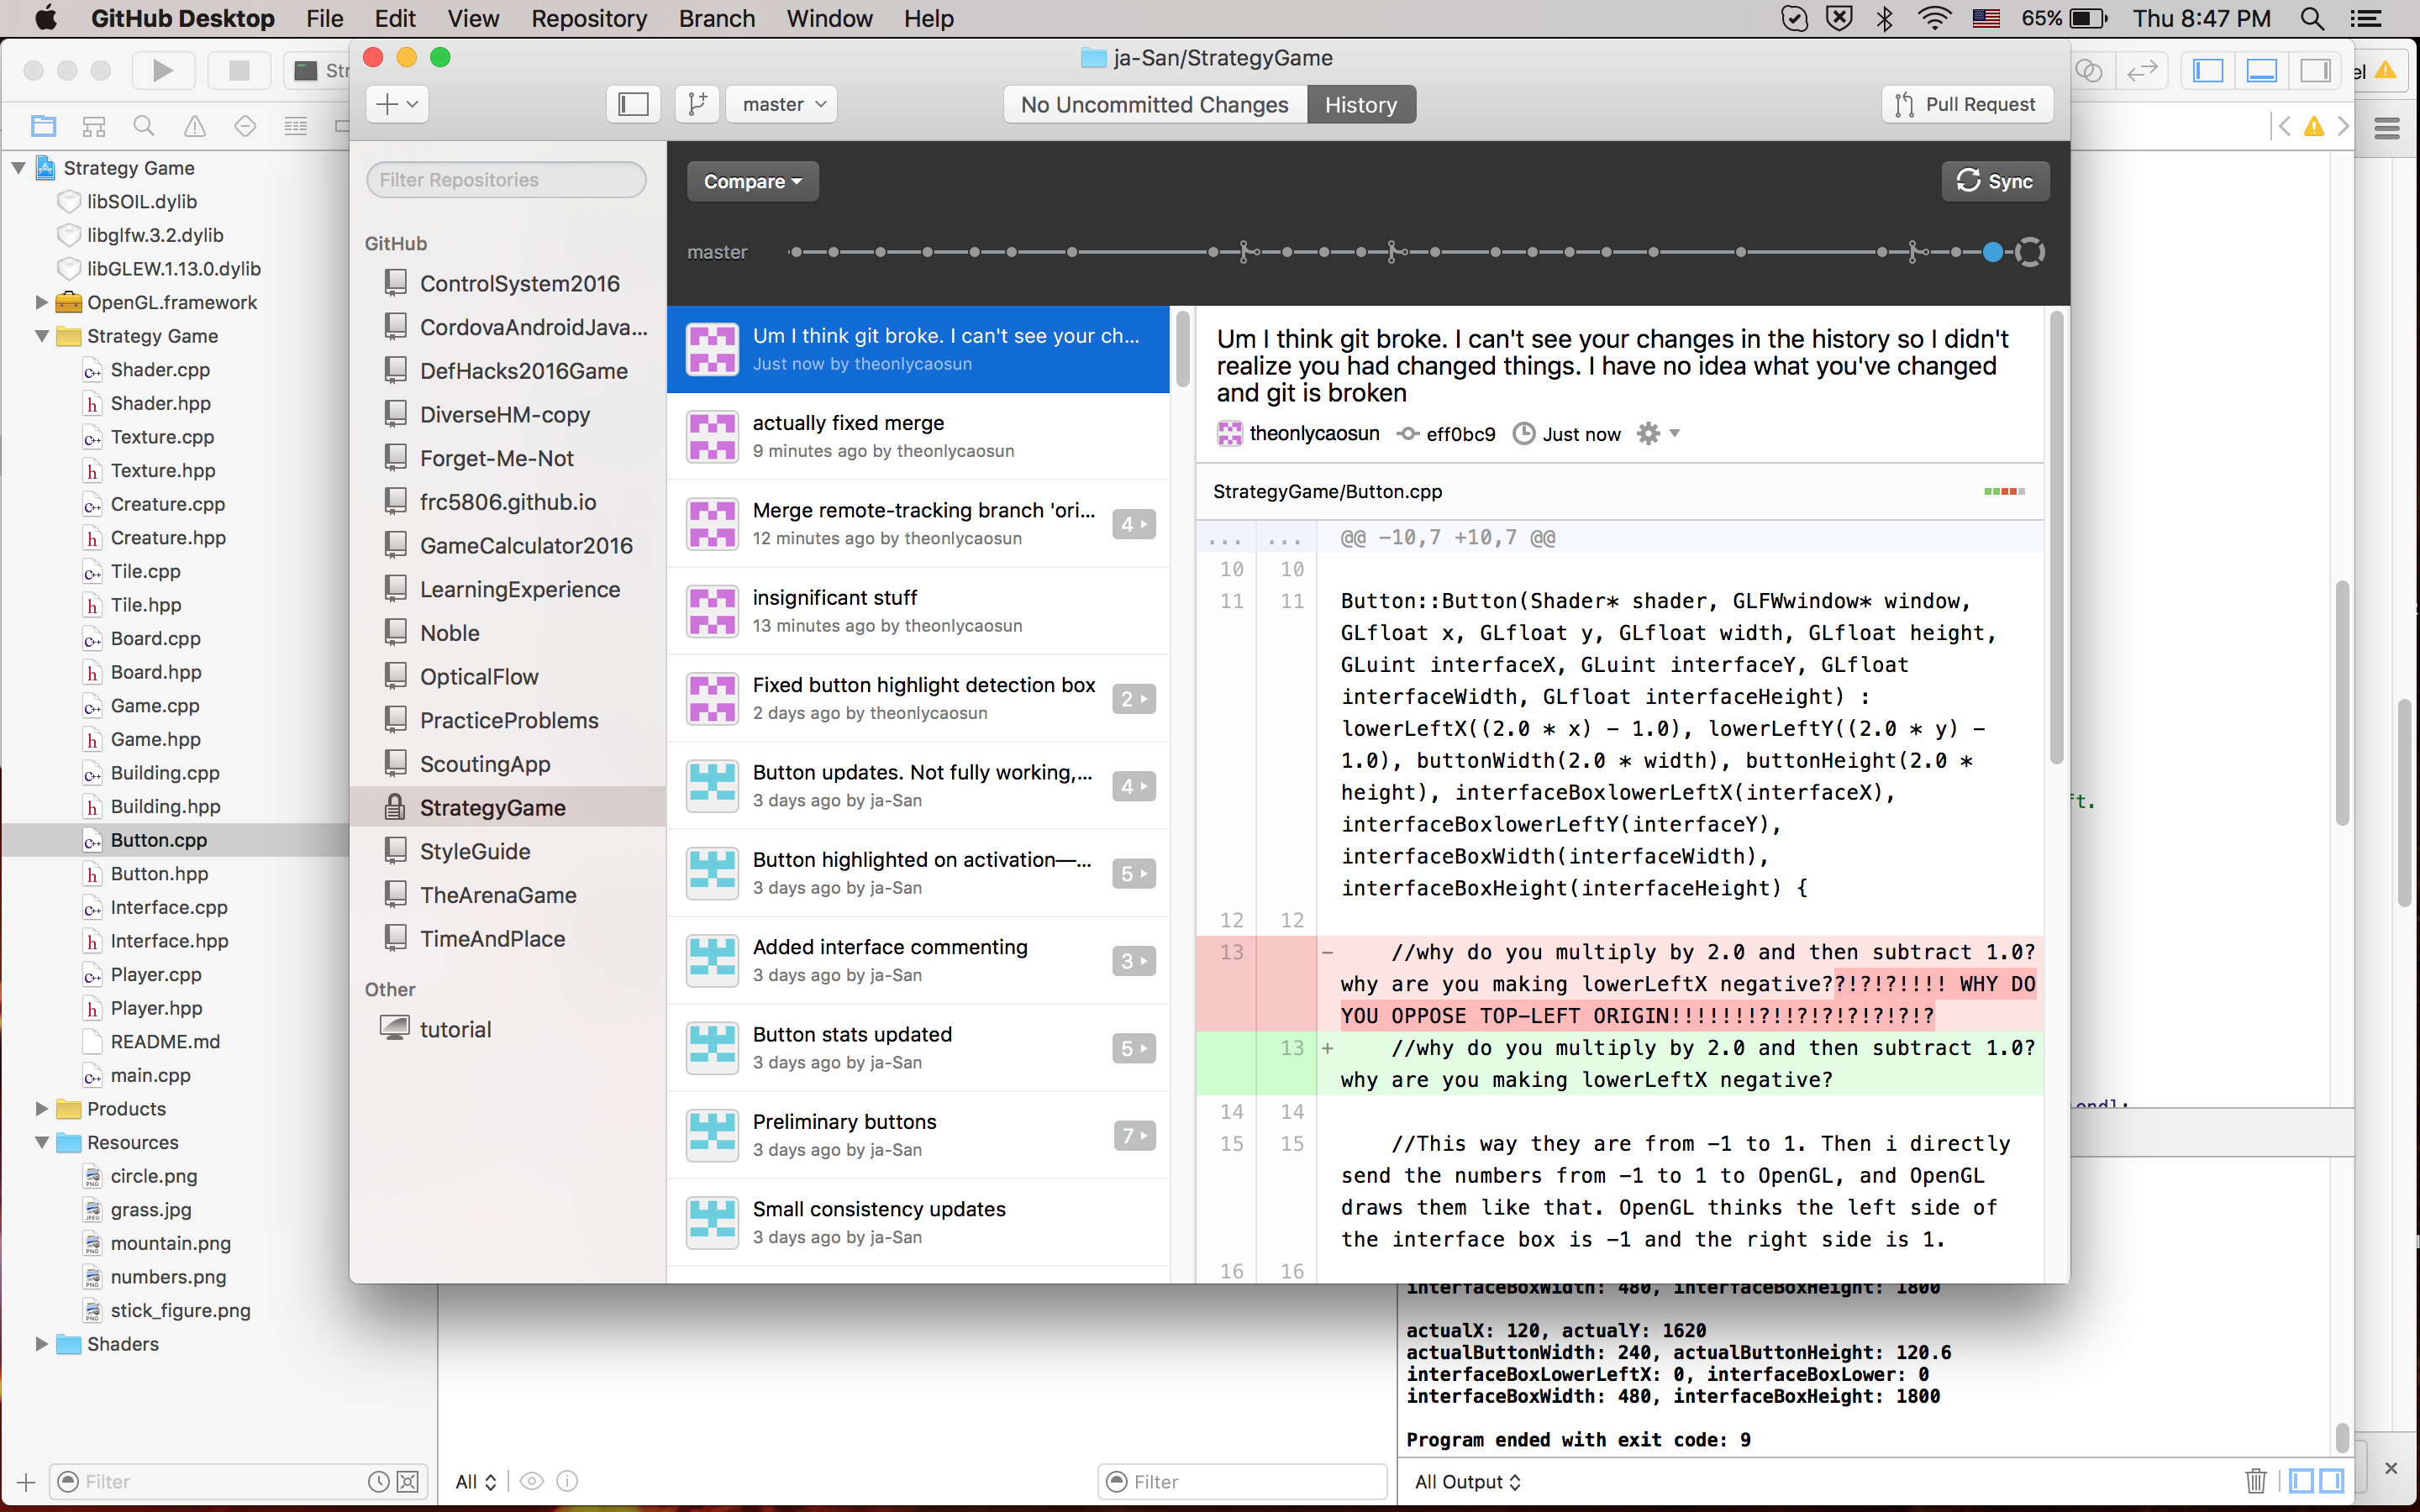 GitHub Desktop File Edit View Repository Branch Window Help 65% Thu 8:47 PM
ja-San/StrategyGame
master No Uncommitted Changes History Pull Request
Strategy Game
libSOIL.dylib
libglfw.3.2.dylib
libGLEW.1.13.0.dylib
OpenGL.framework
Strategy Game
Shader.cpp
Shader.hpp
Texture.cpp
Texture.hpp
Creature.cpp
Creature.hpp
Tile.cpp
Tile.hpp
Board.cpp
Board.hpp
Game.cpp
Game.hpp
Building.cpp
Building.hpp
Button.cpp
Button.hpp
Interface.cpp
Interface.hpp
Player.cpp
Player.hpp
README.md
main.cpp
Products
Resources
circle.png
grass.jpg
mountain.png
numbers.png
stick_figure.png
Shaders
Filter
Filter Repositories
GitHub
ControlSystem2016
CordovaAndroidJava...
DefHacks2016Game
DiverseHM-copy
Forget-Me-Not
frc5806.github.io
GameCalculator2016
LearningExperience
Noble
OpticalFlow
PracticeProblems
ScoutingApp
StrategyGame
StyleGuide
TheArenaGame
TimeAndPlace
Other
tutorial
Compare Sync
master
Um I think git broke. I can't see your ch...
Just now by theonlycaosun
actually fixed merge
9 minutes ago by theonlycaosun
Merge remote-tracking branch 'ori... 4
12 minutes ago by theonlycaosun
insignificant stuff
13 minutes ago by theonlycaosun
Fixed button highlight detection box 2
2 days ago by theonlycaosun
Button updates. Not fully working,... 4
3 days ago by ja-San
Button highlighted on activation—... 5
3 days ago by ja-San
Added interface commenting 3
3 days ago by ja-San
Button stats updated 5
3 days ago by ja-San
Preliminary buttons 7
3 days ago by ja-San
Small consistency updates
3 days ago by ja-San
Um I think git broke. I can't see your changes in the history so I didn't
realize you had changed things. I have no idea what you've changed
and git is broken
theonlycaosun eff0bc9 Just now
StrategyGame/Button.cpp
... ... @@ -10,7 +10,7 @@
10 10
11 11 Button::Button(Shader* shader, GLFWwindow* window,
GLfloat x, GLfloat y, GLfloat width, GLfloat height,
GLuint interfaceX, GLuint interfaceY, GLfloat
interfaceWidth, GLfloat interfaceHeight) :
lowerLeftX((2.0 * x) - 1.0), lowerLeftY((2.0 * y) -
1.0), buttonWidth(2.0 * width), buttonHeight(2.0 *
height), interfaceBoxlowerLeftX(interfaceX),
interfaceBoxlowerLeftY(interfaceY),
interfaceBoxWidth(interfaceWidth),
interfaceBoxHeight(interfaceHeight) {
12 12
13 - //why do you multiply by 2.0 and then subtract 1.0?
why are you making lowerLeftX negative??!?!?!!!! WHY DO
YOU OPPOSE TOP-LEFT ORIGIN!!!!!!!?!!?!?!?!?!?!?
13 + //why do you multiply by 2.0 and then subtract 1.0?
why are you making lowerLeftX negative?
14 14
15 15 //This way they are from -1 to 1. Then i directly
send the numbers from -1 to 1 to OpenGL, and OpenGL
draws them like that. OpenGL thinks the left side of
the interface box is -1 and the right side is 1.
16 16
interfaceBoxWidth: 480, interfaceBoxHeight: 1800
actualX: 120, actualY: 1620
actualButtonWidth: 240, actualButtonHeight: 120.6
interfaceBoxLowerLeftX: 0, interfaceBoxLower: 0
interfaceBoxWidth: 480, interfaceBoxHeight: 1800
Program ended with exit code: 9
All Filter All Output